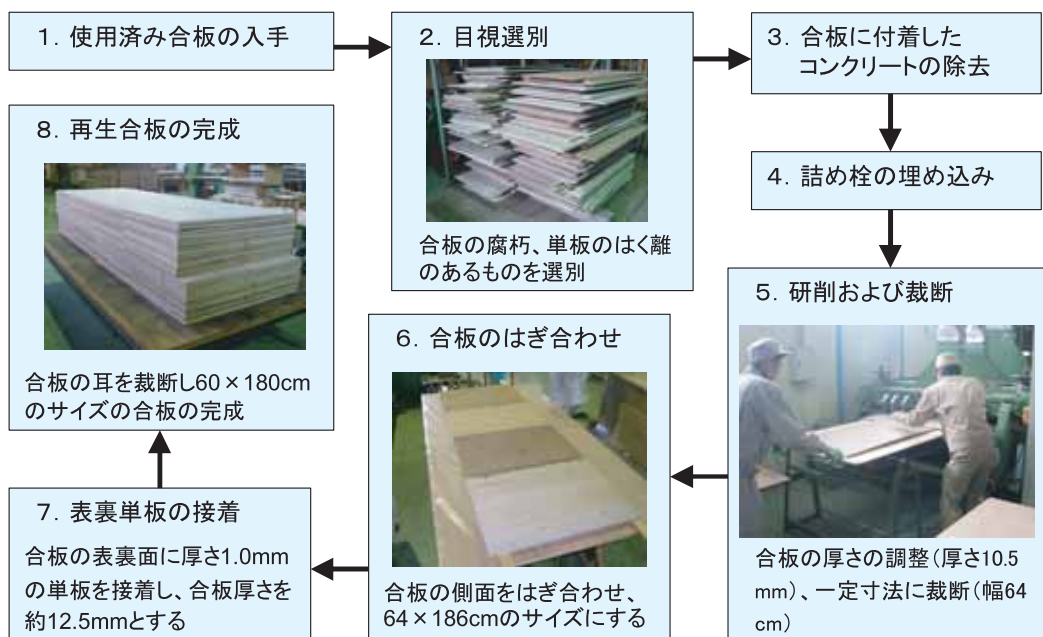 1．使用済み合板の入手
2．目視選別
合板の腐朽、単板のはく離
のあるものを選別
3．合板に付着した
コンクリートの除去
4．詰め栓の埋め込み
5．研削および裁断
合板の厚さの調整（厚さ10.5
mm）、一定寸法に裁断（幅64
cm）
6．合板のはぎ合わせ
合板の側面をはぎ合わせ、
64×186cmのサイズにする
7．表裏単板の接着
合板の表裏面に厚さ1.0mm
の単板を接着し、合板厚さを
約12.5mmとする
8．再生合板の完成
合板の耳を裁断し60×180cm
のサイズの合板の完成